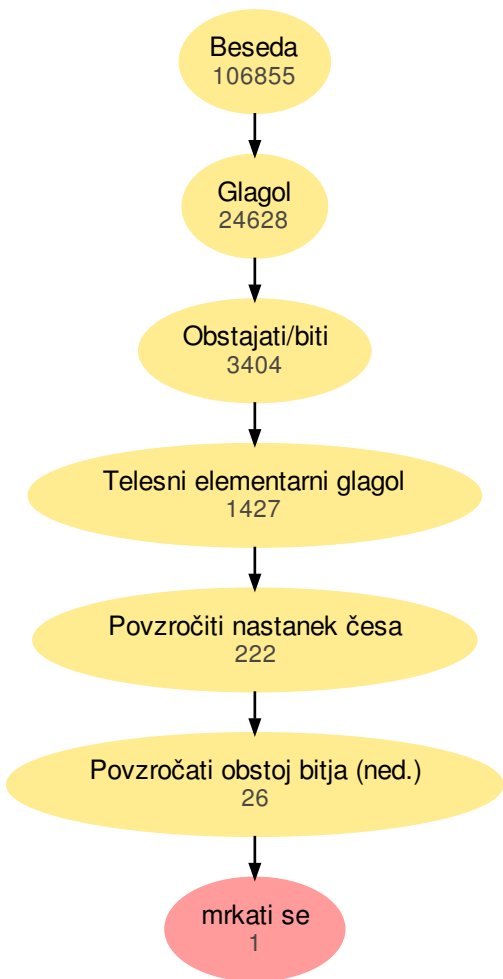 Beseda
106855
Glagol
24628
Obstajati/biti
3404
Telesni elementarni glagol
1427
Povzročiti nastanek česa
222
Povzročati obstoj bitja (ned.)
26
mrkati se
1